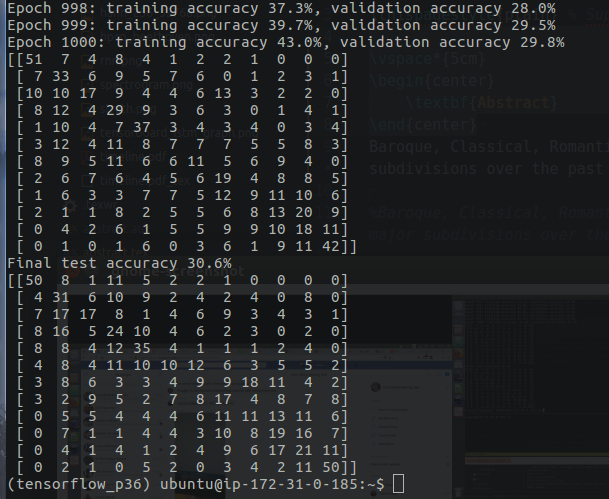 Epoch 998: training accuracy 37.3%, validation accuracy 28.0%
Epoch 999: training accuracy 39.7%, validation accuracy 29.5%
Epoch 1000: training accuracy 43.0%, validation accuracy 29.8%
[[51  7  4  8  4  1  2  2  1  0  0  0]
 [ 7 33  6  9  5  7  6  0  1  2  3  1]
 [10 10 17  9  4  4  6 13  3  2  2  0]
 [ 8 12  4 29  9  3  6  3  0  1  4  1]
 [ 1 10  4  7 37  3  4  3  4  0  3  4]
 [ 3 12  4 11  8  7  7  7  5  5  8  3]
 [ 8  9  5 11  6  6 11  5  6  9  4  0]
 [ 2  6  7  6  4  5  6 19  4  8  8  5]
 [ 1  6  3  3  7  7  5 12  9 11 10  6]
 [ 2  1  1  8  2  5  5  6  8 13 20  9]
 [ 0  4  2  6  1  5  5  9  9 10 18 11]
 [ 0  1  0  1  6  0  3  6  1  9 11 42]]
Final test accuracy 30.6%
[[50  8  1 11  5  2  2  1  0  0  0  0]
 [ 4 31  6 10  9  2  4  2  4  0  8  0]
 [ 7 17 17  8  1  4  6  9  3  4  3  1]
 [ 8 16  5 24 10  4  6  2  3  0  2  0]
 [ 8  8  4 12 35  4  1  1  1  2  4  0]
 [ 4  8  4 11 10 10 12  6  3  5  5  2]
 [ 3  8  6  3  3  4  9  9 18 11  4  2]
 [ 3  2  9  5  2  7  8 17  4  8  7  8]
 [ 0  5  5  4  4  4  6 11 11 13 11  6]
 [ 0  7  1  1  4  4  3 10  8 19 16  7]
 [ 0  4  1  4  1  2  4  9  6 17 21 11]
 [ 0  2  1  0  5  2  0  3  4  2 11 50]]
(tensorflow_p36) ubuntu@ip-172-31-0-185:~$
\vspace*{5cm}
\begin{center}
\textbf{Abstract}
\end{center}
Baroque, Classical, Romanti
subdivisions over the past